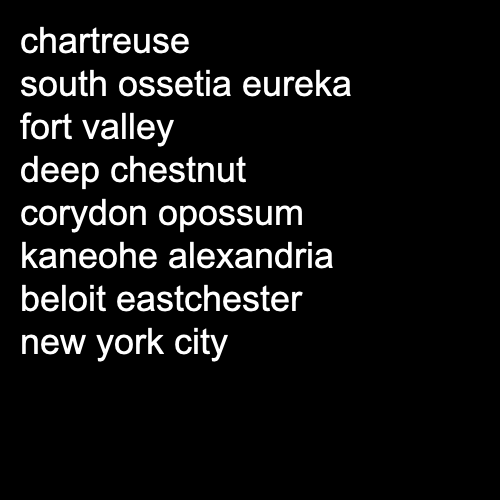 chartreuse
south ossetia eureka
fort valley
deep chestnut
corydon opossum
kaneohe alexandria
beloit eastchester
new york city